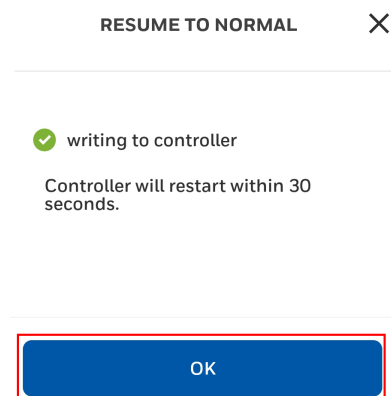 RESUME TO NORMAL
writing to controller
Controller will restart within 30
seconds.
OK